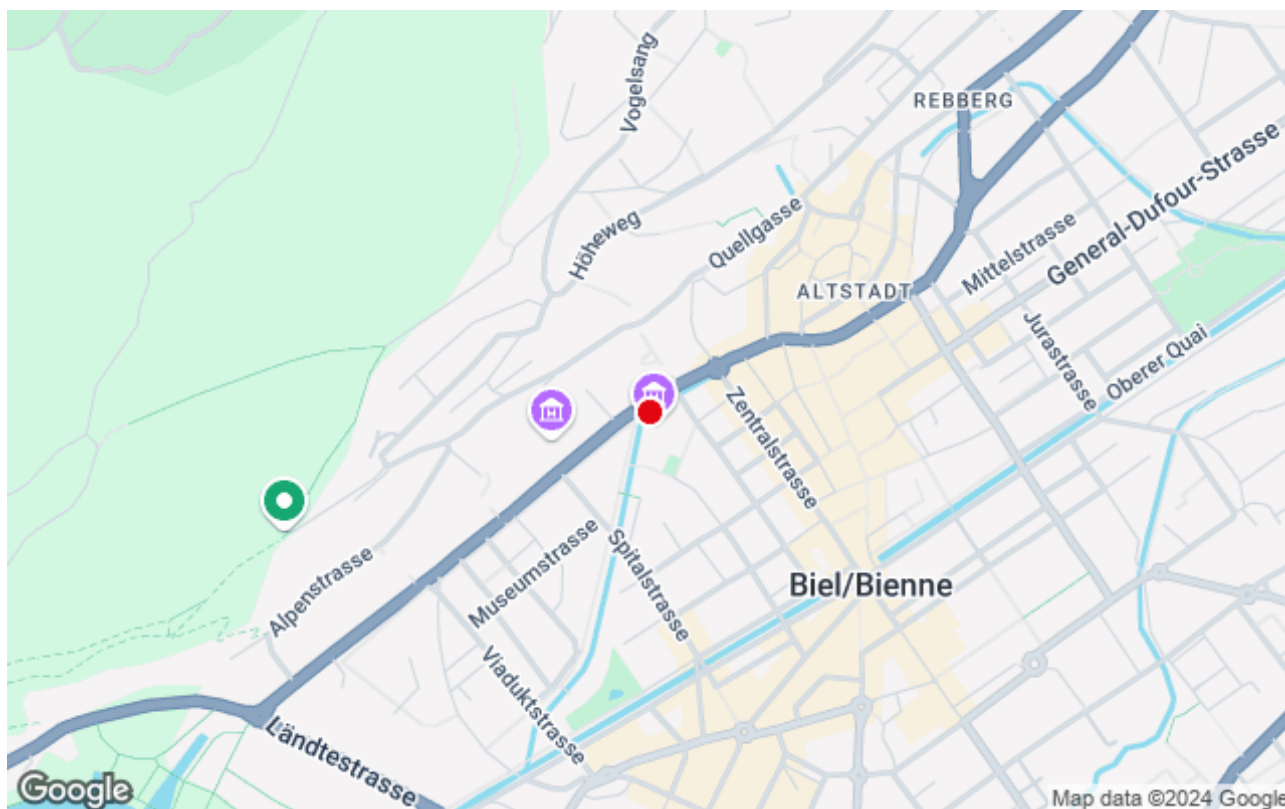 Vogelsang
REBBERG
General-Dufour-Strasse
Höheweg
Quellgasse
Mittelstrasse
ALTSTADT
Jurastrasse
Oberer Quai
Zentralstrasse
Museumstrasse
Spitalstrasse
Biel/Bienne
Alpenstrasse
Viaduktstrasse
Ländtestrasse
Google
Map data ©2024 Google